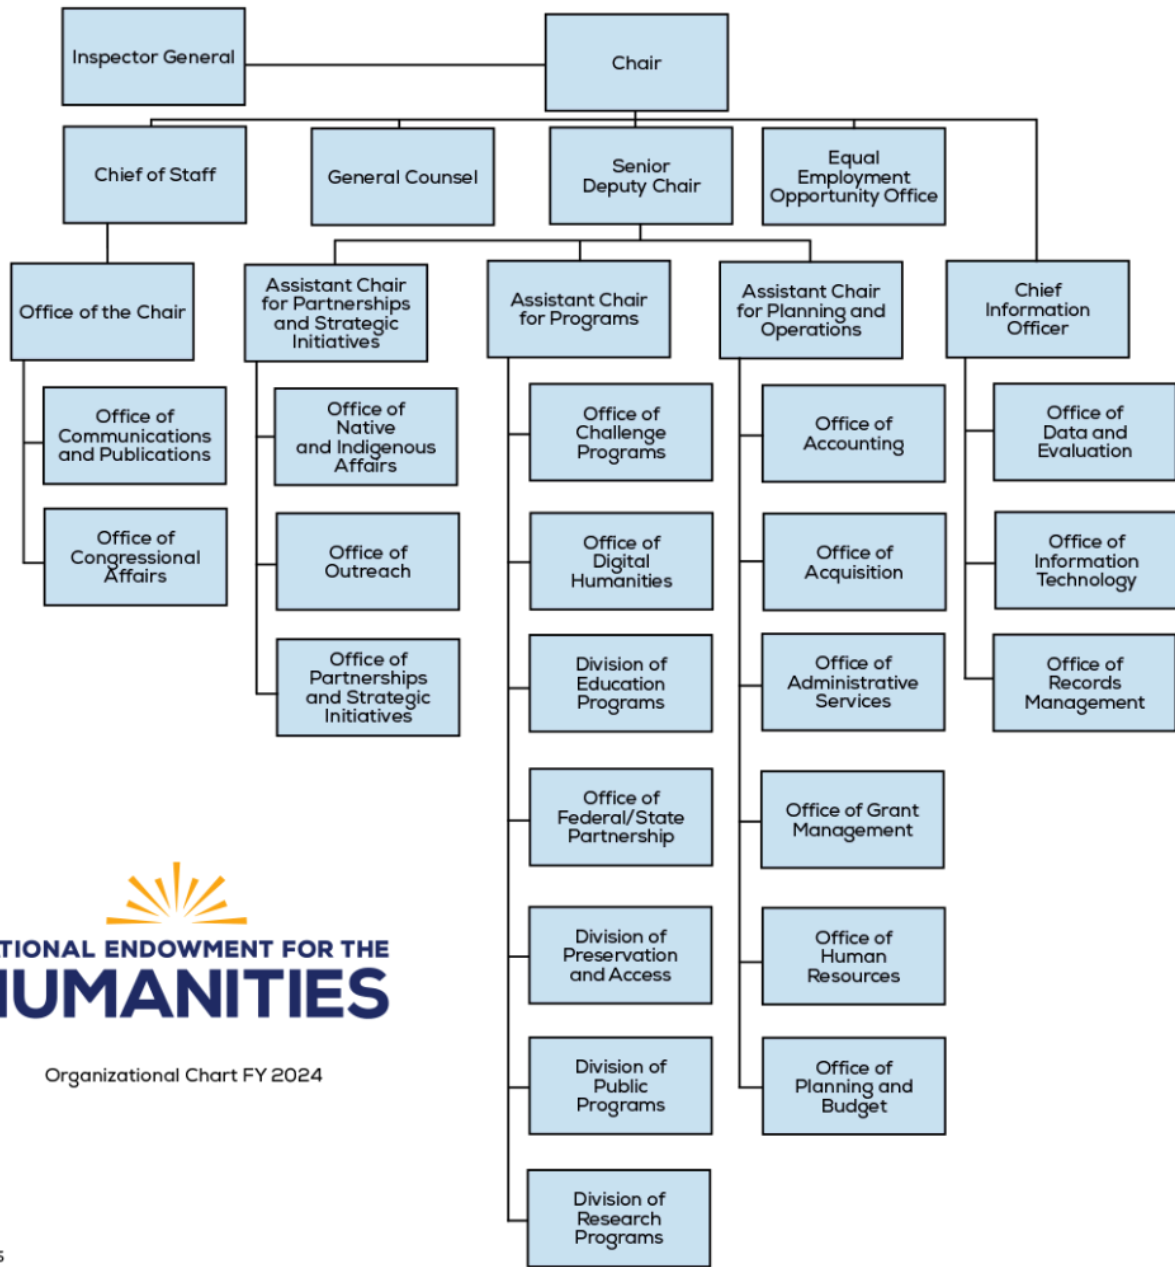 Inspector General
Chair
Chief of Staff
General Counsel
Senior
Deputy Chair
Equal
Employment
Opportunity Office
Office of the Chair
Assistant Chair
for Partnerships
and Strategic
Initiatives
Assistant Chair
for Programs
Assistant Chair
for Planning and
Operations
Chief
Information
Officer
Office of
Communications
and Publications
Office of
Congressional
Affairs
Office of
Native
and Indigenous
Affairs
Office of
Outreach
Office of
Partnerships
and Strategic
Initiatives
Office of
Challenge
Programs
Office of
Digital
Humanities
Division of
Education
Programs
Office of
Federal/State
Partnership
Division of
Preservation
and Access
Division of
Public
Programs
Division of
Research
Programs
Office of
Accounting
Office of
Acquisition
Office of
Administrative
Services
Office of Grant
Management
Office of
Human
Resources
Office of
Planning and
Budget
Office of
Data and
Evaluation
Office of
Information
Technology
Office of
Records
Management
ATIONAL ENDOWMENT FOR THE
HUMANITIES
Organizational Chart FY 2024